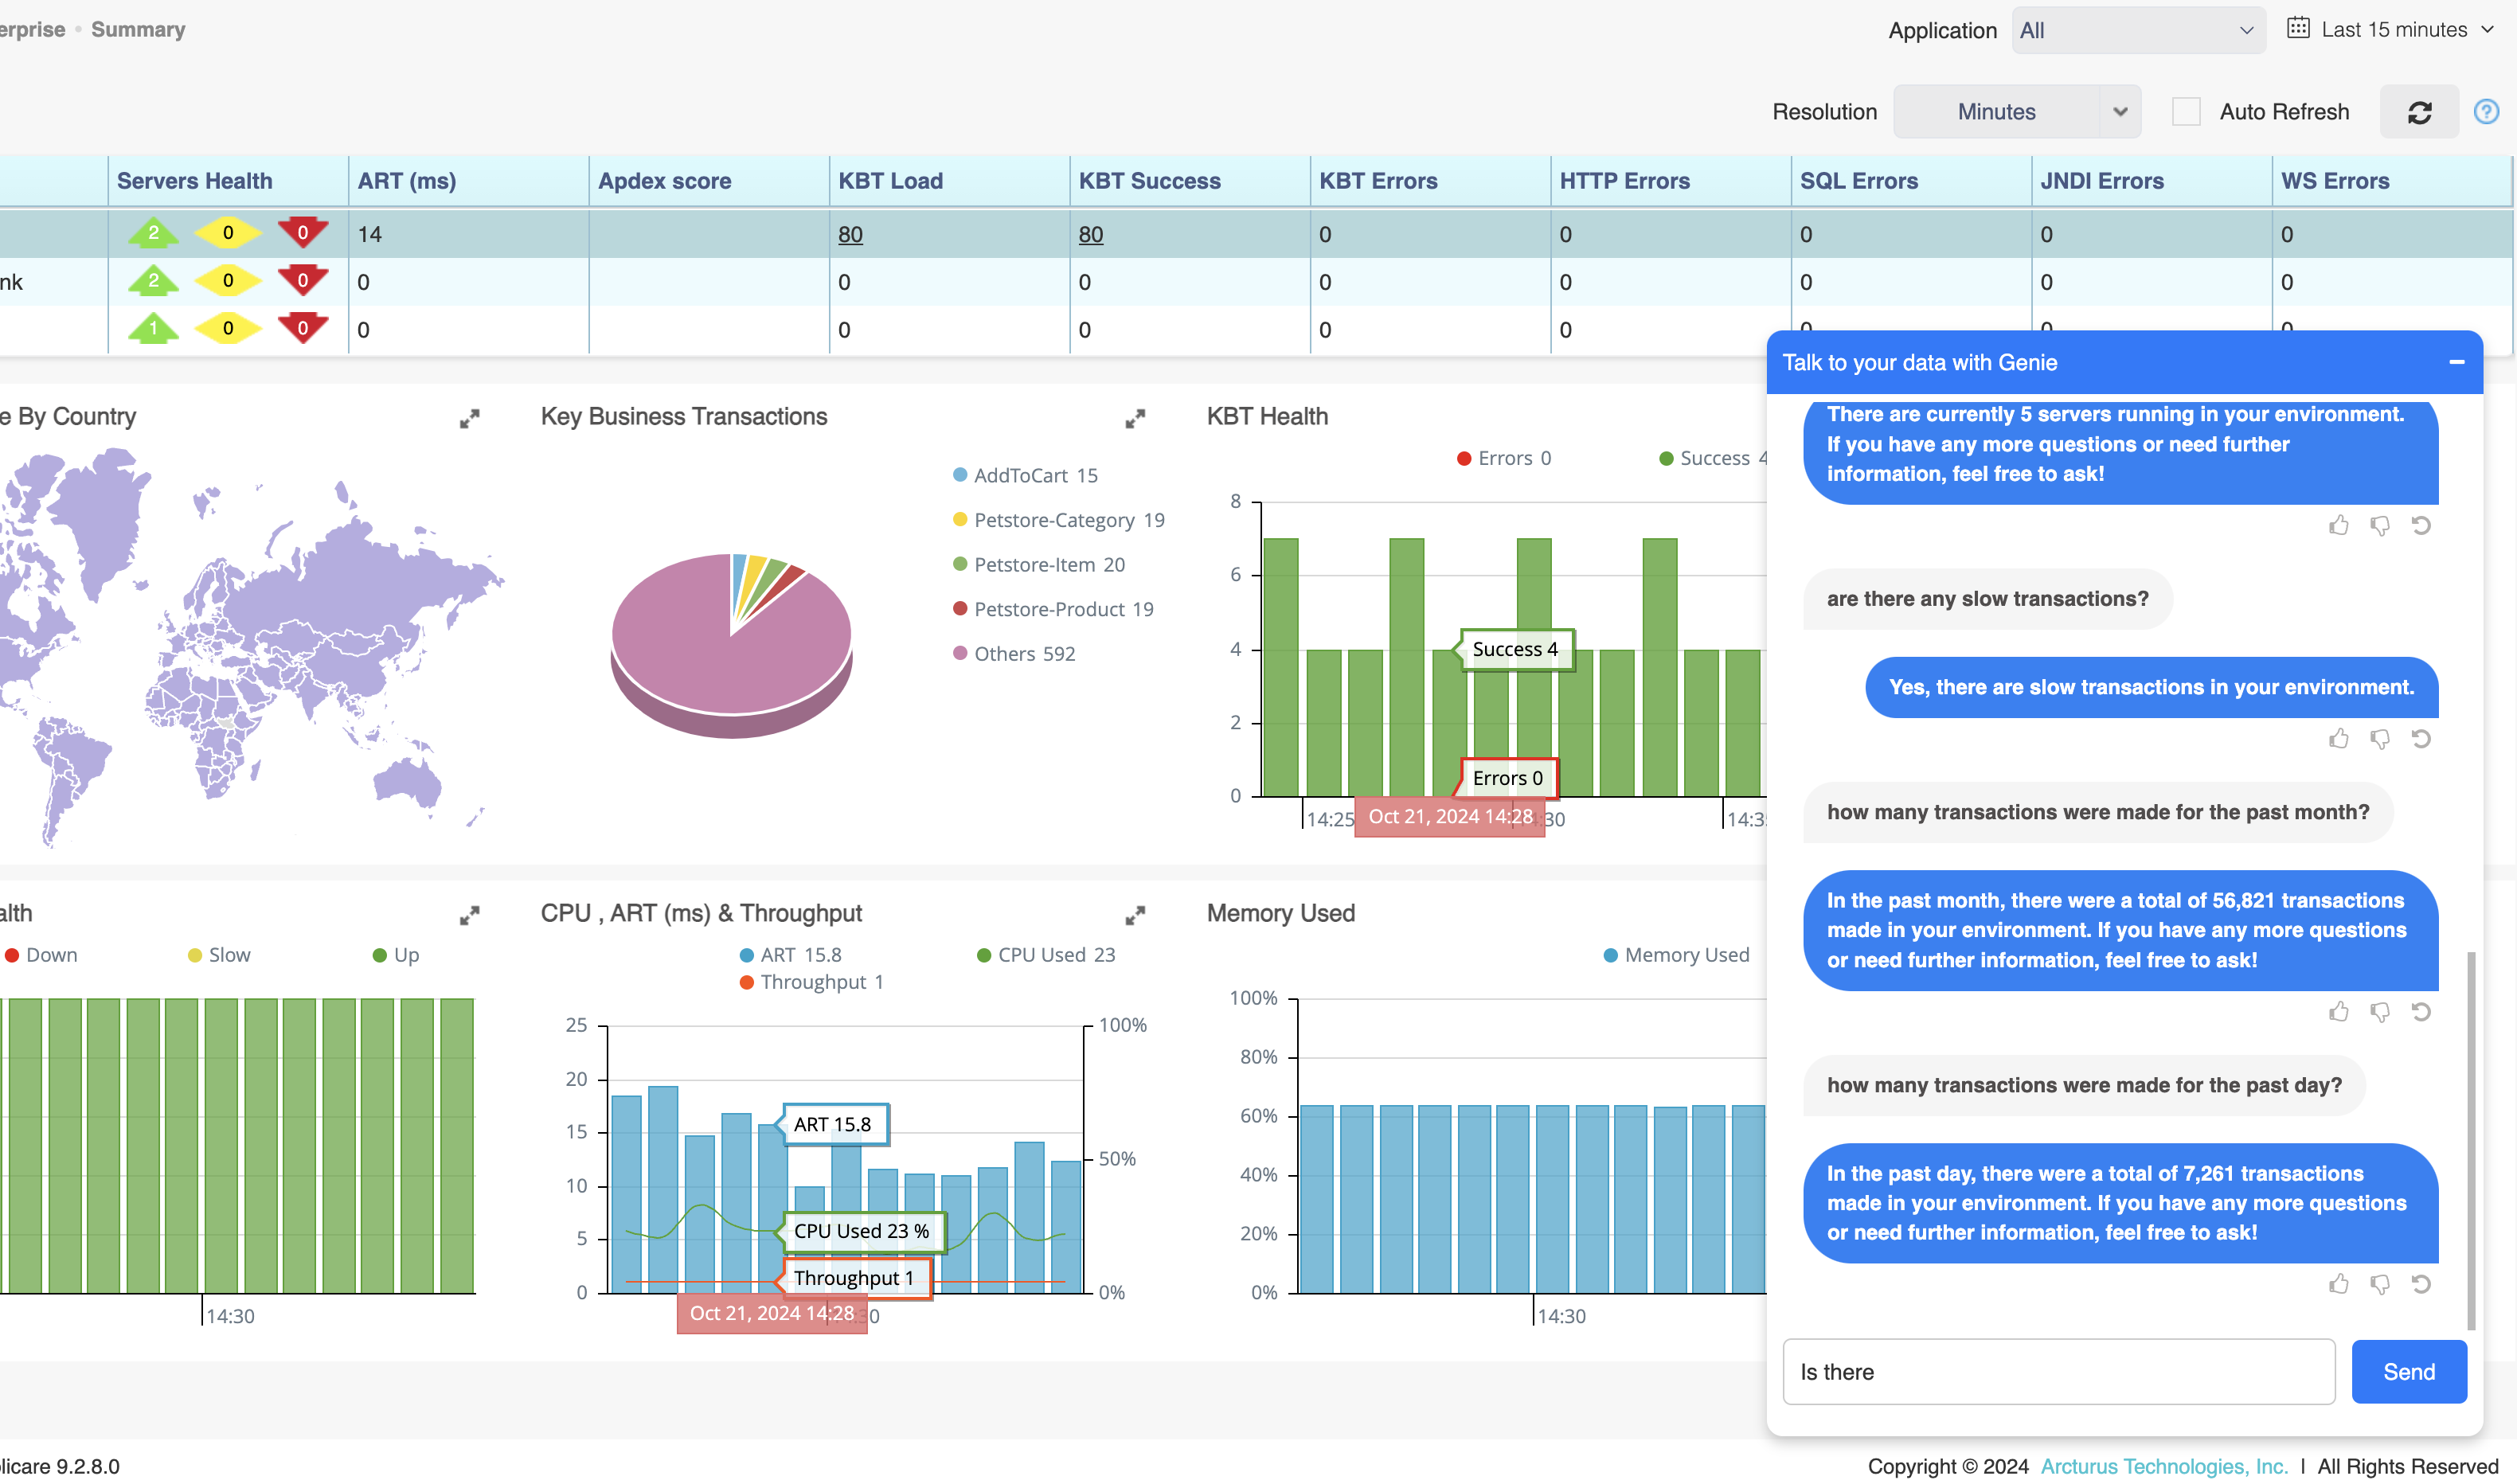 erprise • Summary
Application All Last 15 minutes
Resolution Minutes Auto Refresh ?
Servers Health ART (ms) Apdex score KBT Load KBT Success KBT Errors HTTP Errors SQL Errors JNDI Errors WS Errors
2 0 0 14 80 80 0 0 0 0 0
nk 2 0 0 0 0 0 0 0 0 0 0
1 0 0 0 0 0 0 0 0 0 0
e By Country
Key Business Transactions
AddToCart 15
Petstore-Category 19
Petstore-Item 20
Petstore-Product 19
Others 592
KBT Health
Errors 0 Success 4
8
6
4
2
0
Success 4
Errors 0
14:25 Oct 21, 2024 14:28 :30 14:3
alth
Down Slow Up
14:30
CPU , ART (ms) & Throughput
ART 15.8 CPU Used 23
Throughput 1
25 100%
20
15
50%
10
5
0 0%
ART 15.8
CPU Used 23 %
Throughput 1
Oct 21, 2024 14:28 30
Memory Used
Memory Used
100%
80%
60%
40%
20%
0%
14:30
Talk to your data with Genie
There are currently 5 servers running in your environment.
If you have any more questions or need further
information, feel free to ask!
are there any slow transactions?
Yes, there are slow transactions in your environment.
how many transactions were made for the past month?
In the past month, there were a total of 56,821 transactions
made in your environment. If you have any more questions
or need further information, feel free to ask!
how many transactions were made for the past day?
In the past day, there were a total of 7,261 transactions
made in your environment. If you have any more questions
or need further information, feel free to ask!
Is there Send
licare 9.2.8.0
Copyright © 2024 Arcturus Technologies, Inc. | All Rights Reserved